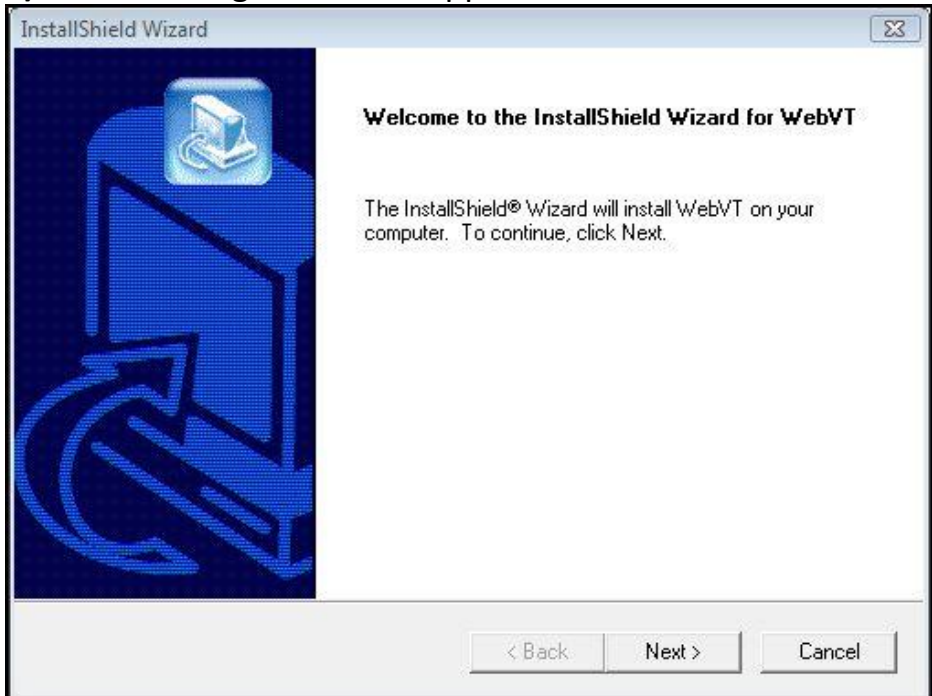 InstallShield Wizard
Welcome to the InstallShield Wizard for WebVT
The InstallShield® Wizard will install WebVT on your
computer.  To continue, click Next.
< Back
Next >
Cancel